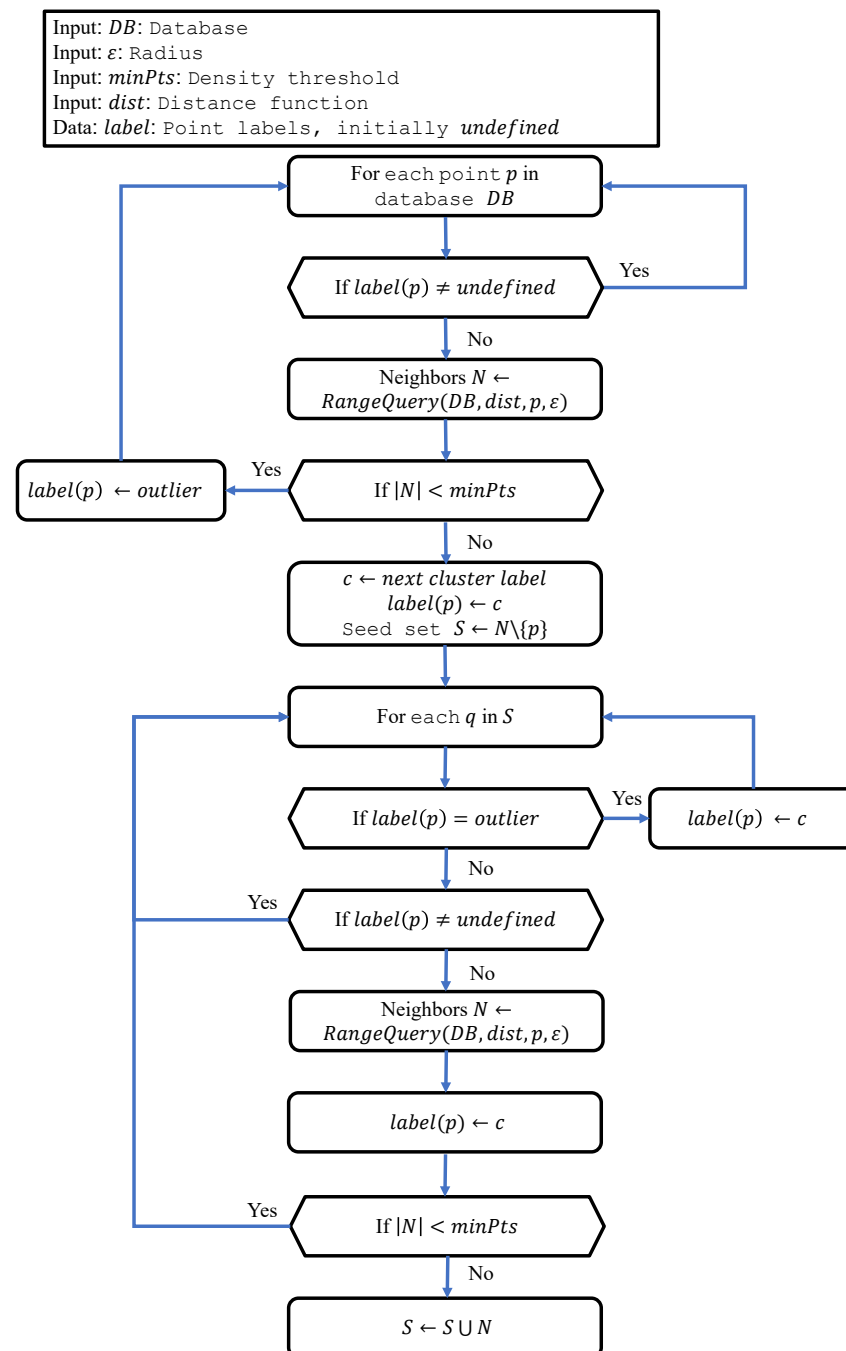 Input: DB: Database
Input: ε: Radius
Input: minPts: Density threshold
Input: dist: Distance function
Data: label: Point labels, initially undefined
For each point p in
database DB
If label(p) ≠ undefined
Yes
No
Neighbors N ←
RangeQuery(DB, dist, p, ε)
Yes
label(p) ← outlier
If |N| < minPts
No
c ← next cluster label
label(p) ← c
Seed set S ← N\{p}
For each q in S
If label(p) = outlier
Yes
label(p) ← c
No
Yes
If label(p) ≠ undefined
No
Neighbors N ←
RangeQuery(DB, dist, p, ε)
label(p) ← c
Yes
If |N| < minPts
No
S ← S ∪ N